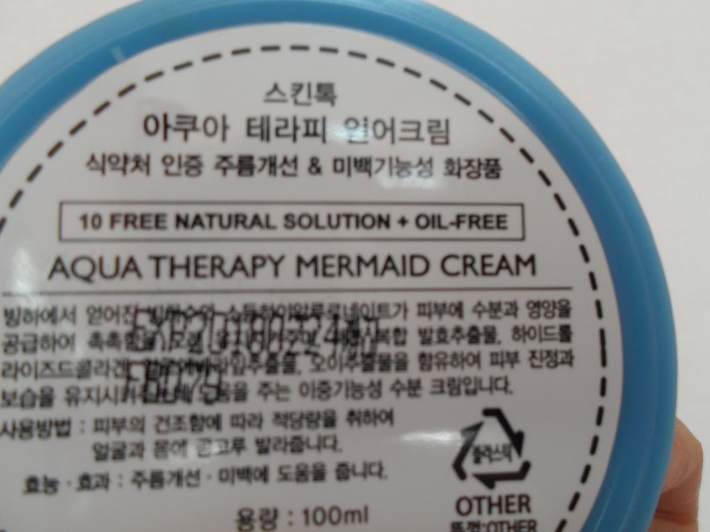 스킨톡
아쿠아 테라피 인어크림
식약처 인증 주름개선 & 미백기능성 화장품
10 FREE NATURAL SOLUTION + OIL-FREE
AQUA THERAPY MERMAID CREAM
빙하에서 얻어진 빙하수와 소듐하이알루로네이트가 피부에 수분과 영양을
공급하여 복합 발효추출물, 하이드롤
라이즈드콜라겐, 오이추출물을 함유하여 피부 진정과
보습을 유지시켜 도움을 주는 이중기능성 수분 크림입니다.
사용방법 : 피부의 건조함에 따라 적당량을 취하여
얼굴과 몸에 골고루 발라줍니다.
효능 · 효과 : 주름개선 · 미백에 도움을 줍니다.
용량 : 100ml
플라스틱
OTHER
뚜껑:OTHER